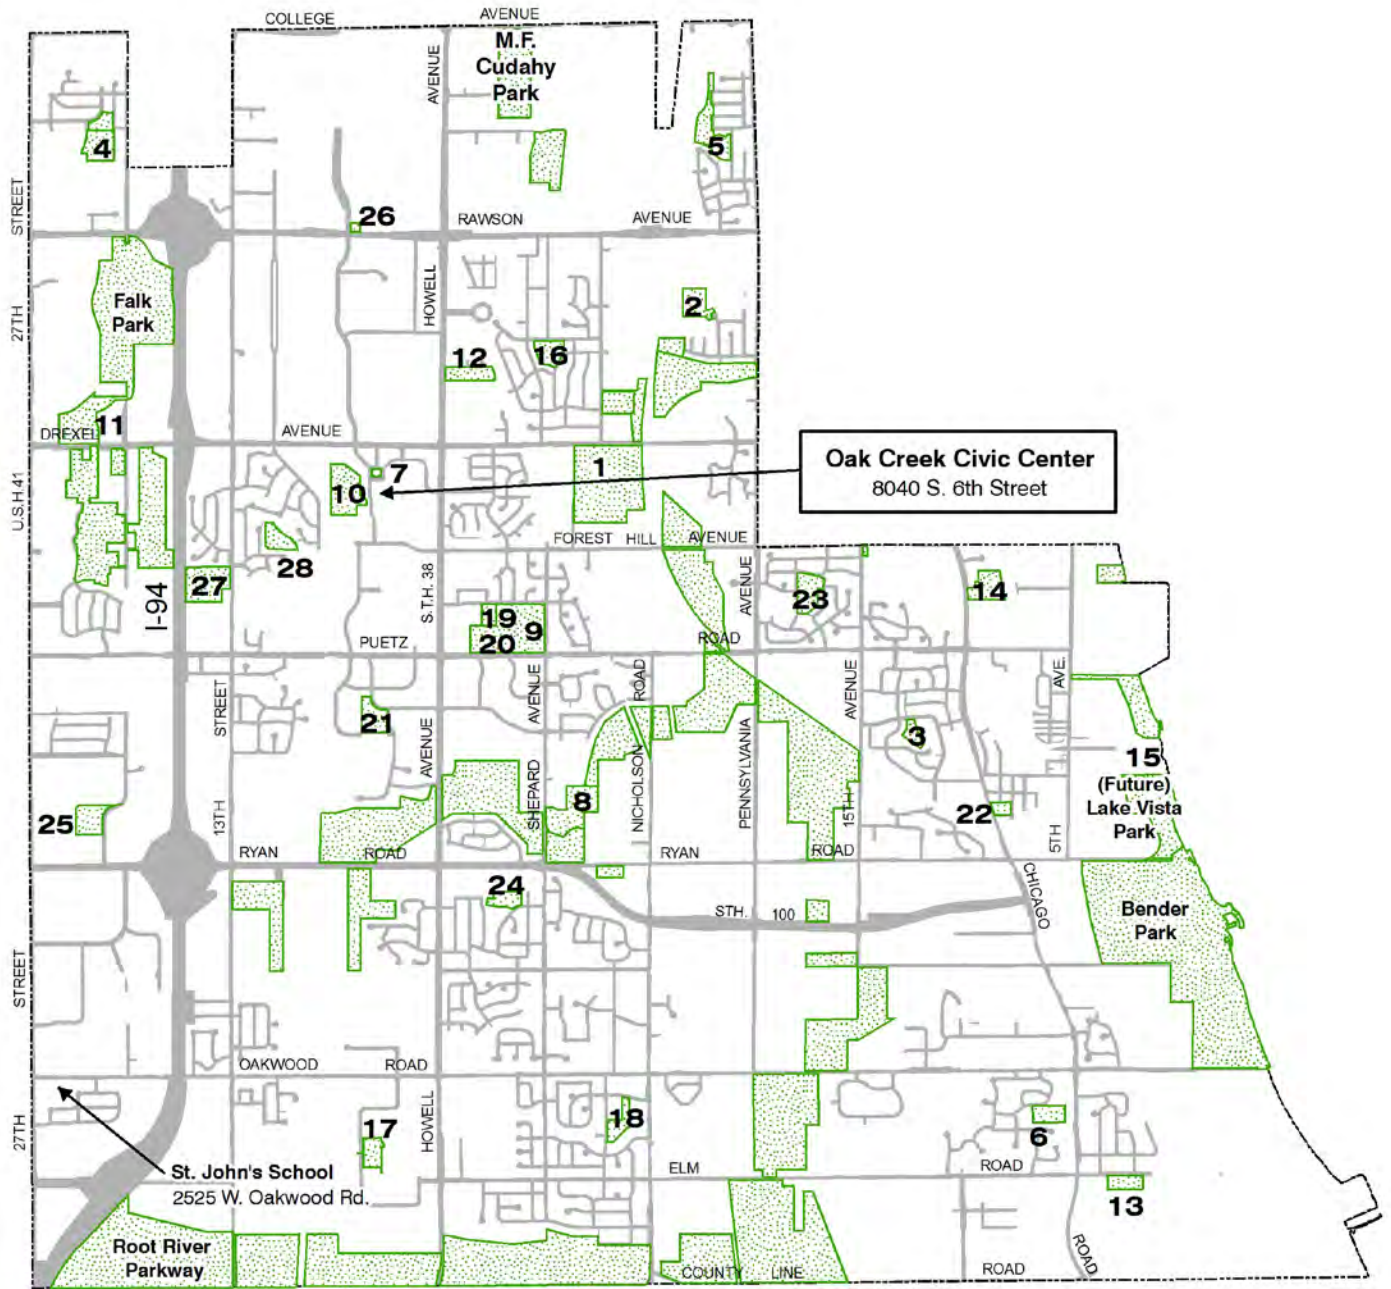 COLLEGE
AVENUE
M.F.
Cudahy
Park
AVENUE
4
5
STREET
26
RAWSON
AVENUE
Falk
Park
27TH
HOWELL
2
12
16
11
DREXEL
AVENUE
U.S.H.41
7
10
1
Oak Creek Civic Center
8040 S. 6th Street
FOREST HILL AVENUE
28
27
I-94
S.T.H. 38
19
9
20
AVENUE
23
14
PUETZ
ROAD
STREET
AVENUE
ROAD
AVENUE
AVE.
21
AVENUE
3
15
(Future)
Lake Vista
Park
25
13TH
SHEPARD
8
NICHOLSON
PENNSYLVANIA
15TH
22
5TH
RYAN
ROAD
RYAN
ROAD
24
STH. 100
CHICAGO
Bender
Park
STREET
OAKWOOD
ROAD
27TH
17
HOWELL
18
6
St. John's School
2525 W. Oakwood Rd.
ELM
ROAD
13
Root River
Parkway
COUNTY LINE
ROAD
ROAD